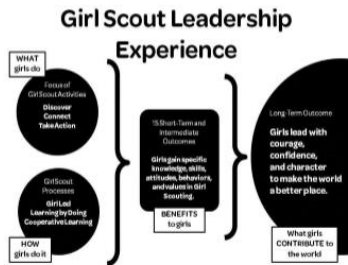 Girl Scout Leadership
Experience
WHAT
girls do
Focus of
Girl Scout Activities
Discover
Connect
Take Action
Girl Scout
Processes
Girl Led
Learning by Doing
Cooperative Learning
HOW
girls do it
15 Short-Term and
Intermediate
Outcomes
Girls gain specific
knowledge, skills,
attitudes, behaviors,
and values in Girl
Scouting.
BENEFITS
to girls
Long-Term Outcome
Girls lead with
courage,
confidence,
and character
to make the world
a better place.
What girls
CONTRIBUTE to
the world